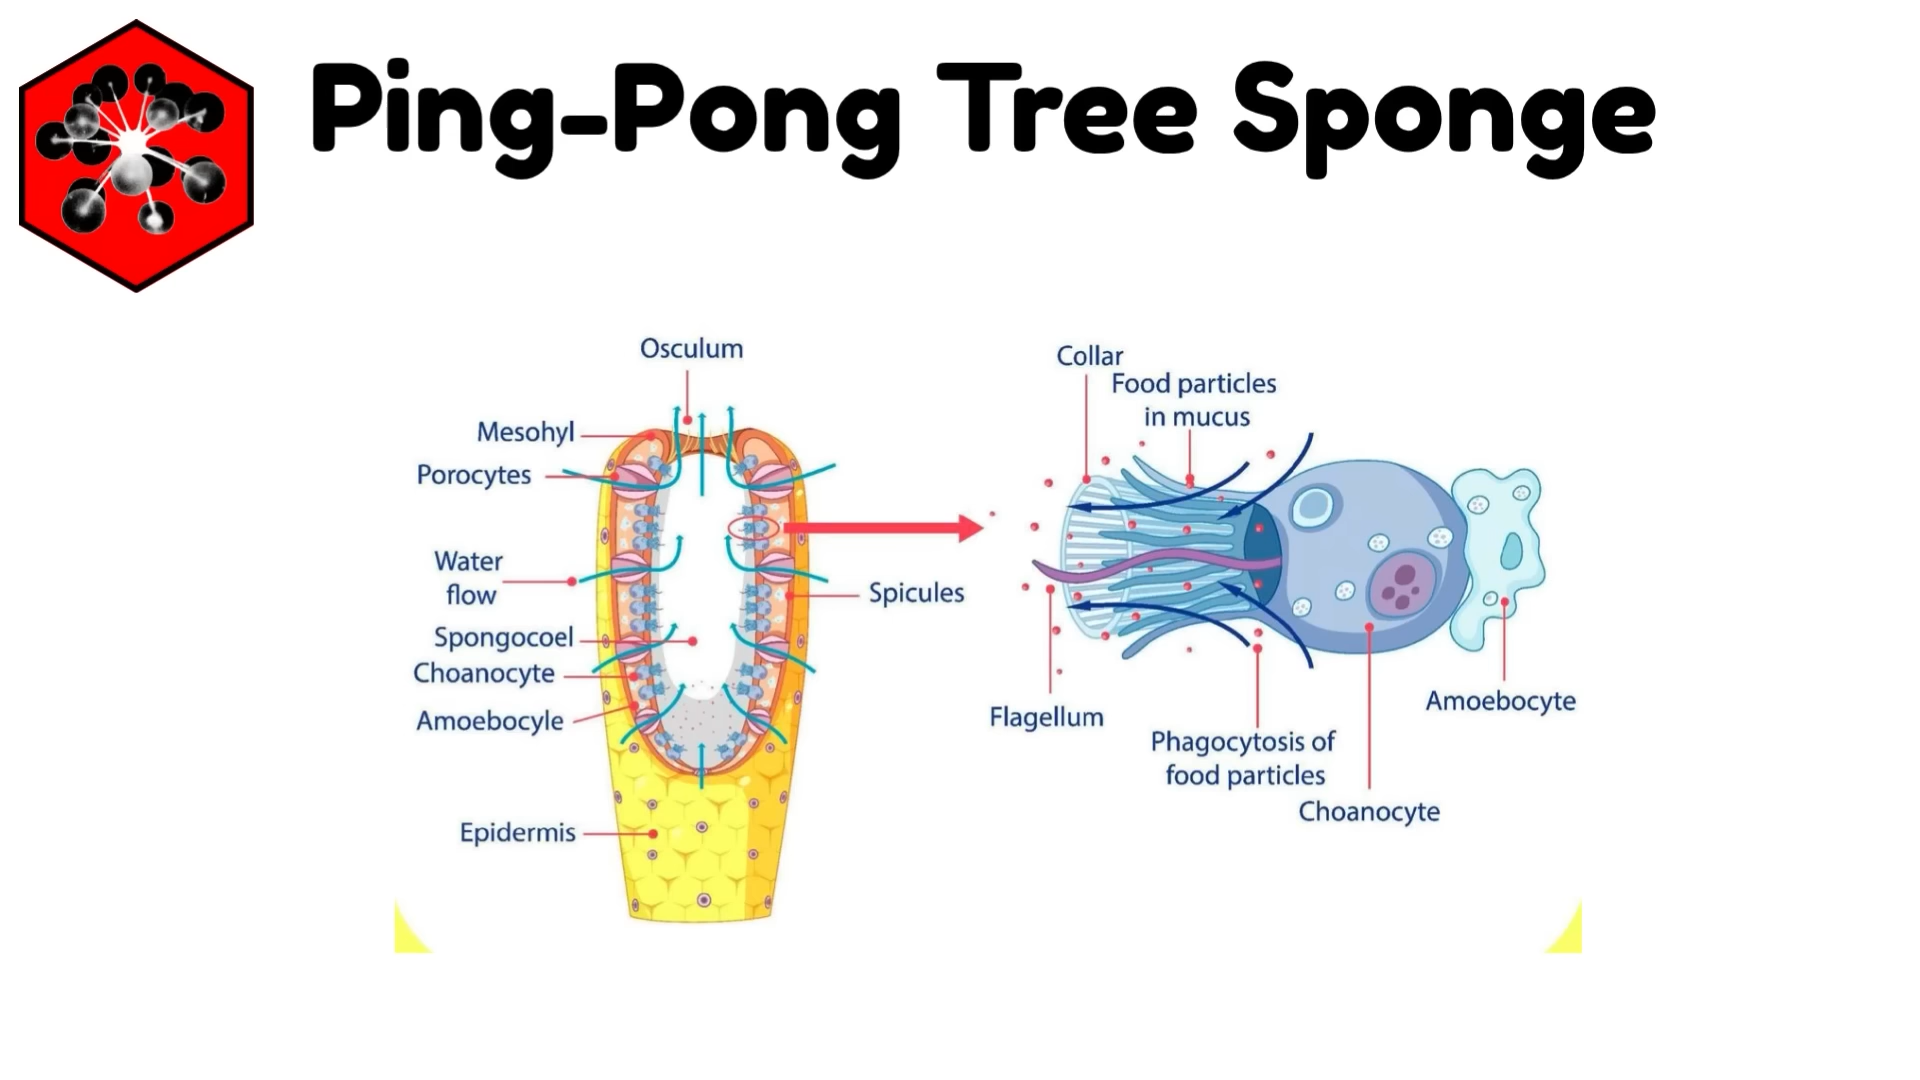 Ping-Pong Tree Sponge
Osculum
Mesohyl
Porocytes
Water
flow
Spongocoel
Choanocyte
Amoebocyle
Epidermis
Spicules
Collar
Food particles
in mucus
Flagellum
Phagocytosis of
food particles
Choanocyte
Amoebocyte